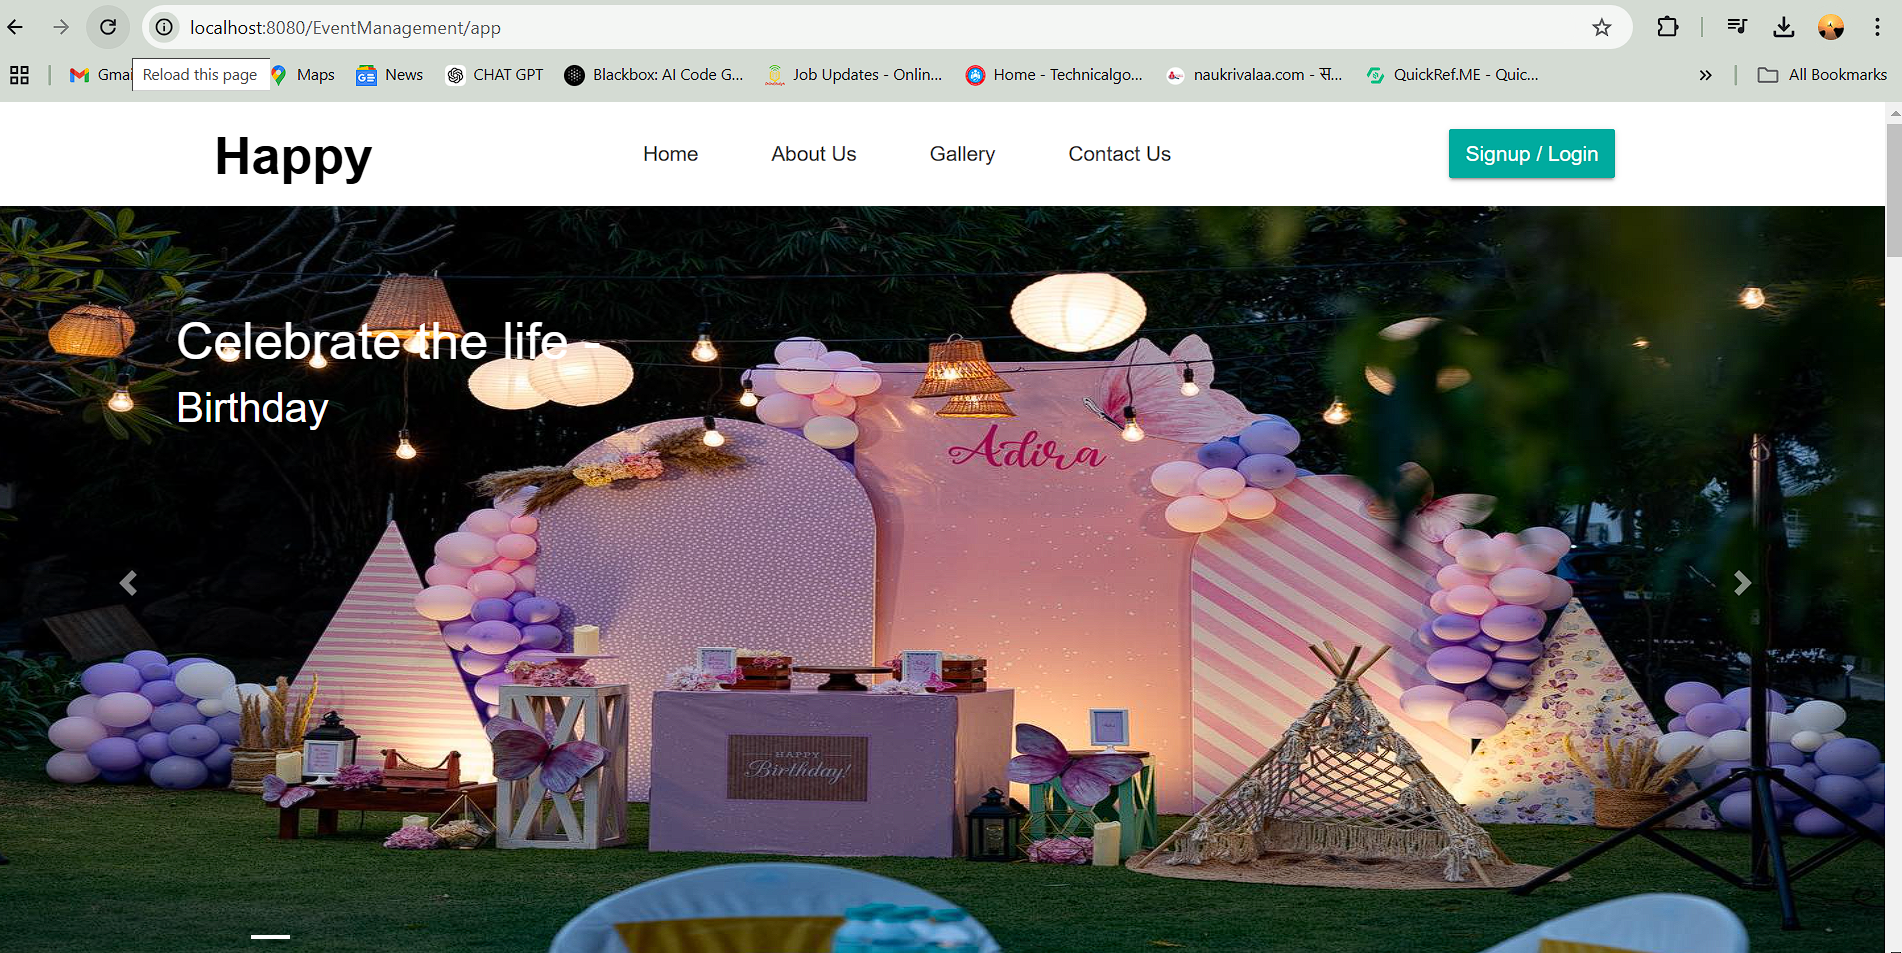 localhost:8080/EventManagement/app
Gmai
Reload this page
Maps
News
CHAT GPT
Blackbox: AI Code G...
Job Updates - Onlin...
Home - Technicalgo...
naukrivalaa.com - स...
QuickRef.ME - Quic...
All Bookmarks
Happy
Home
About Us
Gallery
Contact Us
Signup / Login
Celebrate the life -
Birthday
Adira
HAPPY
Birthday!